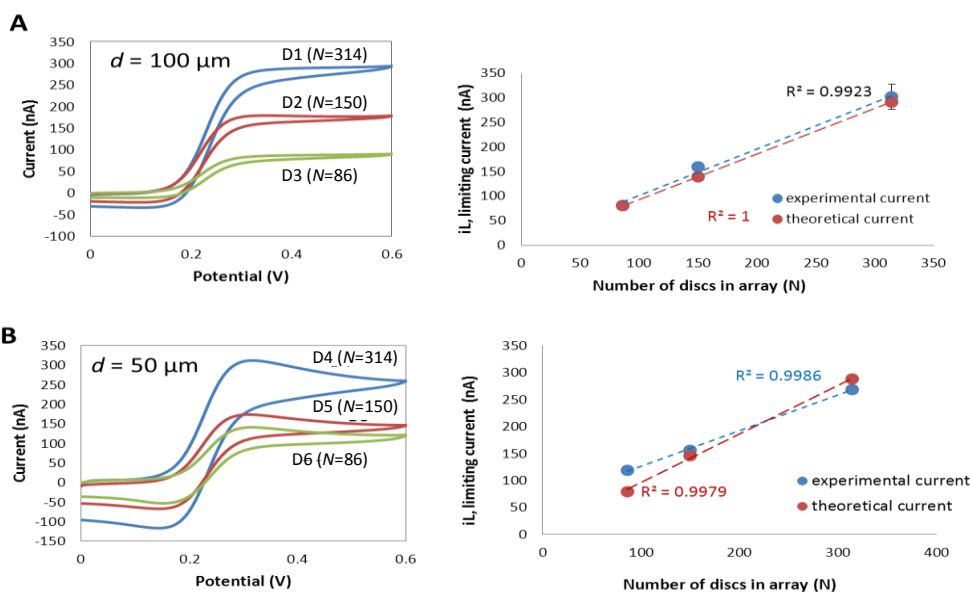 A
350
300
250
200
150
100
50
0
-50
-100
Current (nA)
d = 100 µm
D1 (N=314)
D2 (N=150)
D3 (N=86)
0
0.2
0.4
0.6
Potential (V)
350
300
250
200
150
100
50
0
iL, limiting current (nA)
R² = 0.9923
R² = 1
experimental current
theoretical current
0
50
100
150
200
250
300
350
Number of discs in array (N)
B
350
300
250
200
150
100
50
0
-50
-100
-150
Current (nA)
d = 50 µm
D4 (N=314)
D5 (N=150)
D6 (N=86)
0
0.2
0.4
0.6
Potential (V)
350
300
250
200
150
100
50
0
iL, limiting current (nA)
R² = 0.9986
R² = 0.9979
experimental current
theoretical current
0
100
200
300
400
Number of discs in array (N)